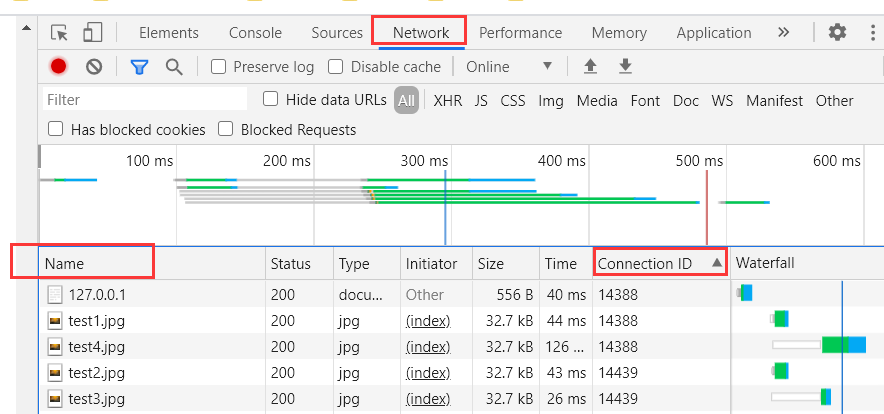 Elements Console Sources Network Performance Memory Application »
Preserve log Disable cache Online
Filter Hide data URLs All XHR JS CSS Img Media Font Doc WS Manifest Other
Has blocked cookies Blocked Requests
100 ms 200 ms 300 ms 400 ms 500 ms 600 ms
Name Status Type Initiator Size Time Connection ID Waterfall
127.0.0.1 200 docu... Other 556 B 40 ms 14388
test1.jpg 200 jpg (index) 32.7 kB 44 ms 14388
test4.jpg 200 jpg (index) 32.7 kB 126 ... 14388
test2.jpg 200 jpg (index) 32.7 kB 43 ms 14439
test3.jpg 200 jpg (index) 32.7 kB 26 ms 14439